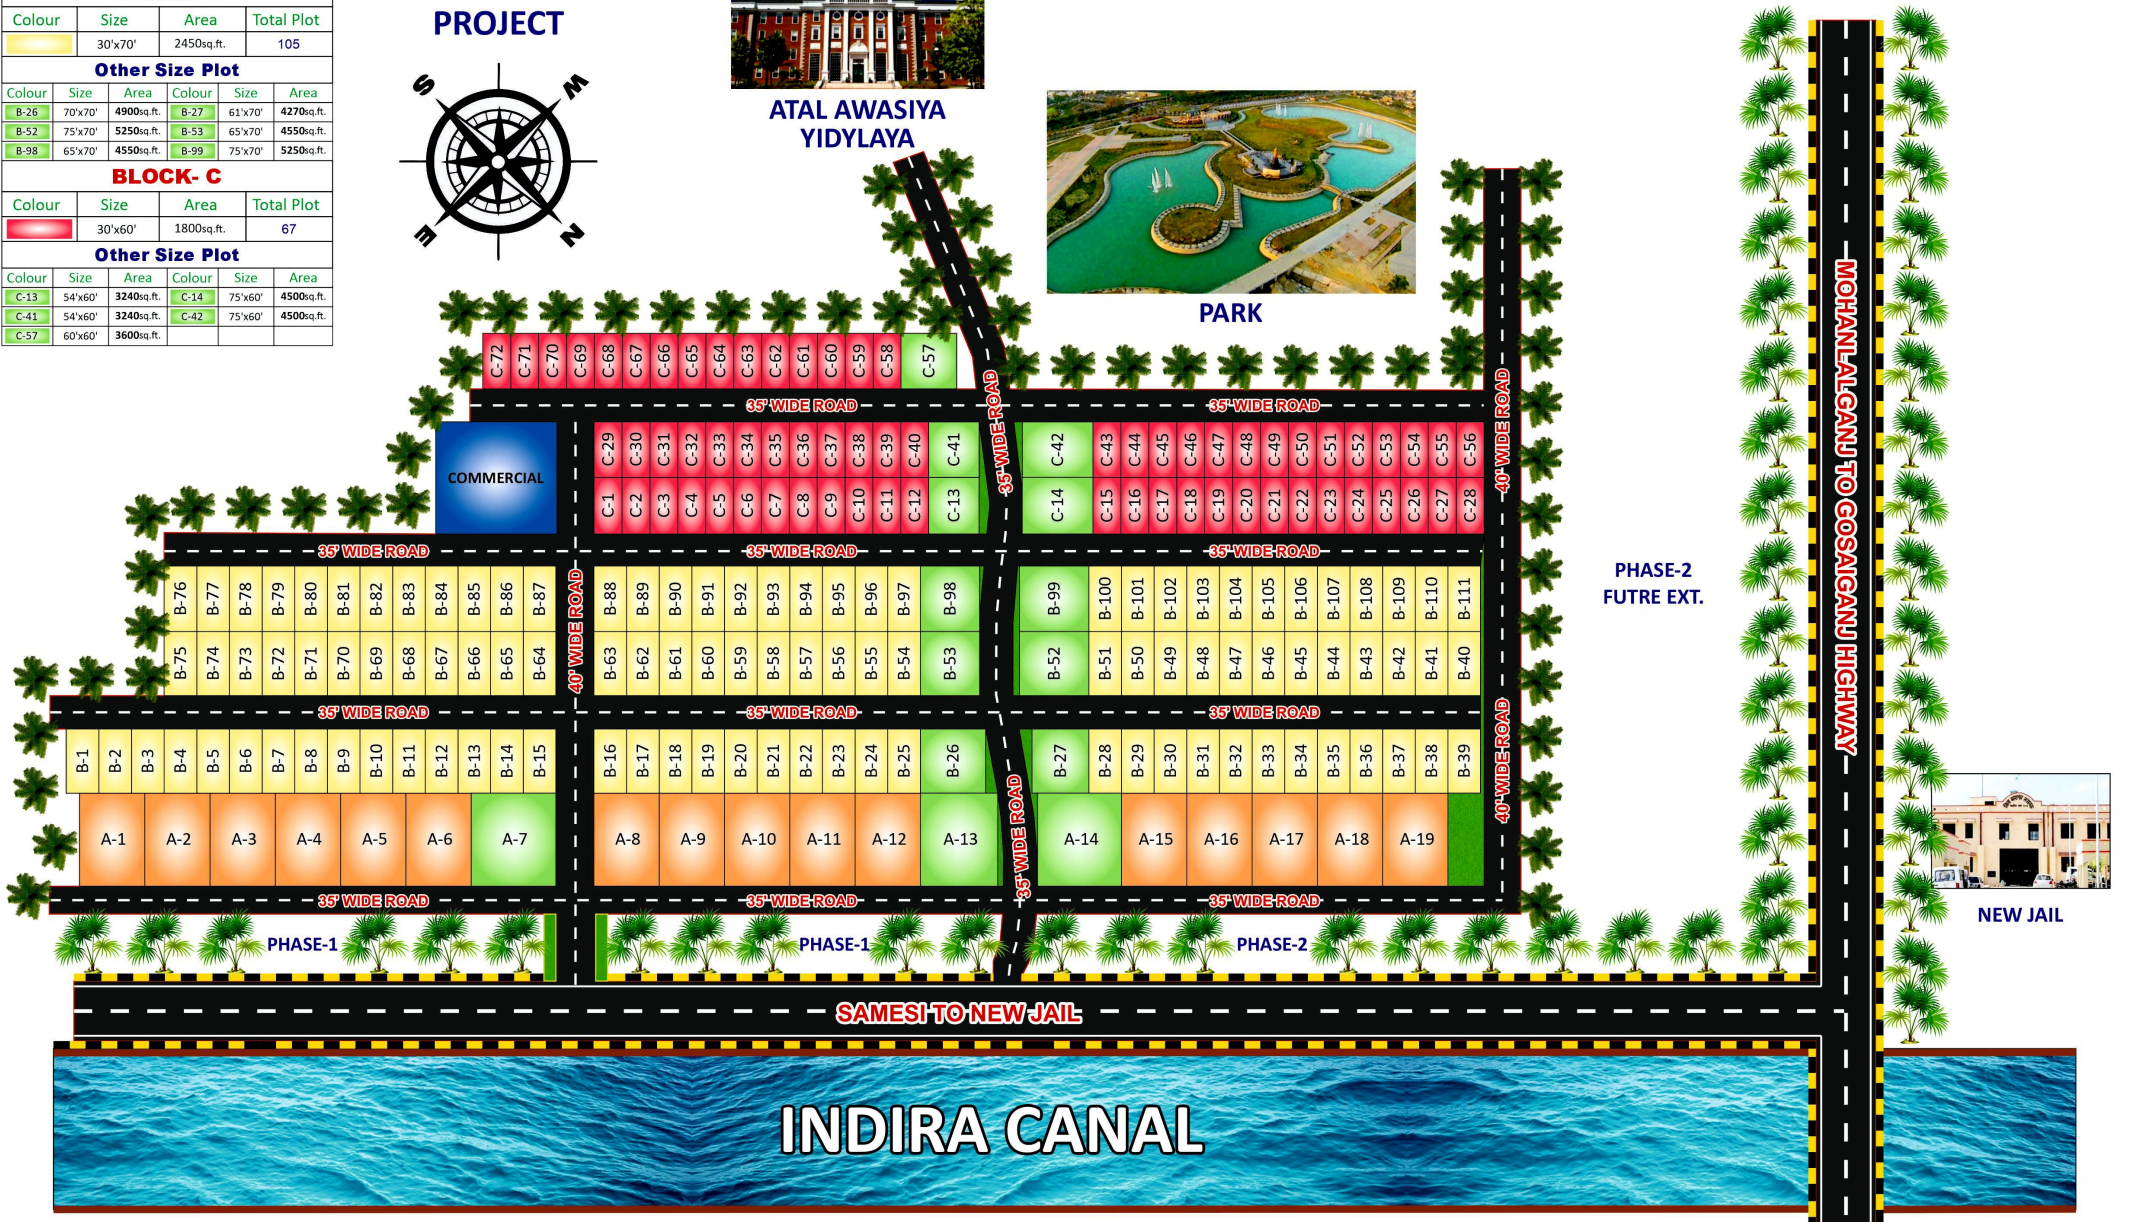 Colour Size Area Total Plot
30'x70' 2450sq.ft. 105
Other Size Plot
Colour Size Area Colour Size Area
B-26 70'x70' 4900sq.ft. B-27 61'x70' 4270sq.ft.
B-52 75'x70' 5250sq.ft. B-53 65'x70' 4550sq.ft.
B-98 65'x70' 4550sq.ft. B-99 75'x70' 5250sq.ft.
BLOCK- C
Colour Size Area Total Plot
30'x60' 1800sq.ft. 67
Other Size Plot
Colour Size Area Colour Size Area
C-13 54'x60' 3240sq.ft. C-14 75'x60' 4500sq.ft.
C-41 54'x60' 3240sq.ft. C-42 75'x60' 4500sq.ft.
C-57 60'x60' 3600sq.ft.
PROJECT
S W
E N
ATAL AWASIYA
YIDYLAYA
PARK
C-72 C-71 C-70 C-69 C-68 C-67 C-66 C-65 C-64 C-63 C-62 C-61 C-60 C-59 C-58 C-57
35' WIDE ROAD 35' WIDE ROAD
35' WIDE ROAD
40' WIDE ROAD
COMMERCIAL
C-29 C-30 C-31 C-32 C-33 C-34 C-35 C-36 C-37 C-38 C-39 C-40 C-41 C-42 C-43 C-44 C-45 C-46 C-47 C-48 C-49 C-50 C-51 C-52 C-53 C-54 C-55 C-56
35' WIDE ROAD
40' WIDE ROAD
C-1 C-2 C-3 C-4 C-5 C-6 C-7 C-8 C-9 C-10 C-11 C-12 C-13 C-14 C-15 C-16 C-17 C-18 C-19 C-20 C-21 C-22 C-23 C-24 C-25 C-26 C-27 C-28
35' WIDE ROAD 35' WIDE ROAD 35' WIDE ROAD
B-76 B-77 B-78 B-79 B-80 B-81 B-82 B-83 B-84 B-85 B-86 B-87 B-88 B-89 B-90 B-91 B-92 B-93 B-94 B-95 B-96 B-97 B-98 B-99 B-100 B-101 B-102 B-103 B-104 B-105 B-106 B-107 B-108 B-109 B-110 B-111
40' WIDE ROAD
B-75 B-74 B-73 B-72 B-71 B-70 B-69 B-68 B-67 B-66 B-65 B-64 B-63 B-62 B-61 B-60 B-59 B-58 B-57 B-56 B-55 B-54 B-53 B-52 B-51 B-50 B-49 B-48 B-47 B-46 B-45 B-44 B-43 B-42 B-41 B-40
35' WIDE ROAD 35' WIDE ROAD 35' WIDE ROAD
40' WIDE ROAD
B-1 B-2 B-3 B-4 B-5 B-6 B-7 B-8 B-9 B-10 B-11 B-12 B-13 B-14 B-15 B-16 B-17 B-18 B-19 B-20 B-21 B-22 B-23 B-24 B-25 B-26 B-27 B-28 B-29 B-30 B-31 B-32 B-33 B-34 B-35 B-36 B-37 B-38 B-39
35' WIDE ROAD
A-1 A-2 A-3 A-4 A-5 A-6 A-7 A-8 A-9 A-10 A-11 A-12 A-13 A-14 A-15 A-16 A-17 A-18 A-19
35' WIDE ROAD
35' WIDE ROAD 35' WIDE ROAD 35' WIDE ROAD
PHASE-1 PHASE-1 PHASE-2
PHASE-2
FUTRE EXT.
MOHANLALGANJ TO GOSAIGANJ HIGHWAY
NEW JAIL
SAMESI TO NEW JAIL
INDIRA CANAL